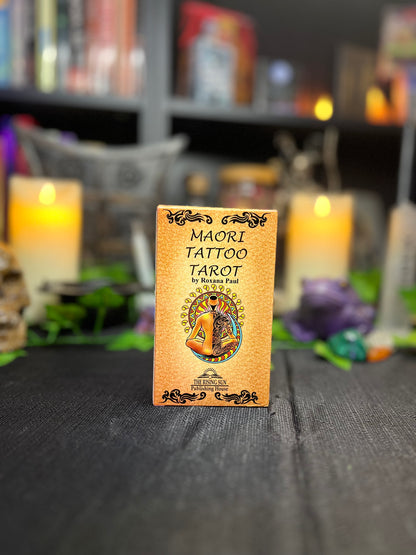 MAORI
TATTOO
TAROT
by Roxana Paul
THE RISING SUN
Publishing House